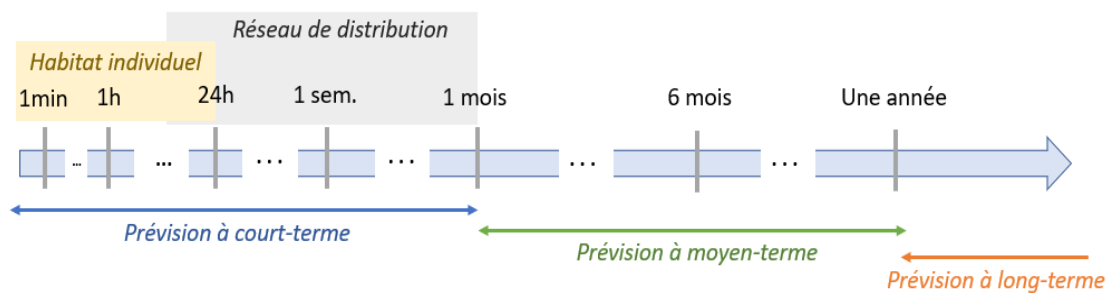 Réseau de distribution
Habitat individuel
1min 1h 24h 1 sem. 1 mois 6 mois Une année
... ... ... ... ... ...
Prévision à court-terme
Prévision à moyen-terme
Prévision à long-terme